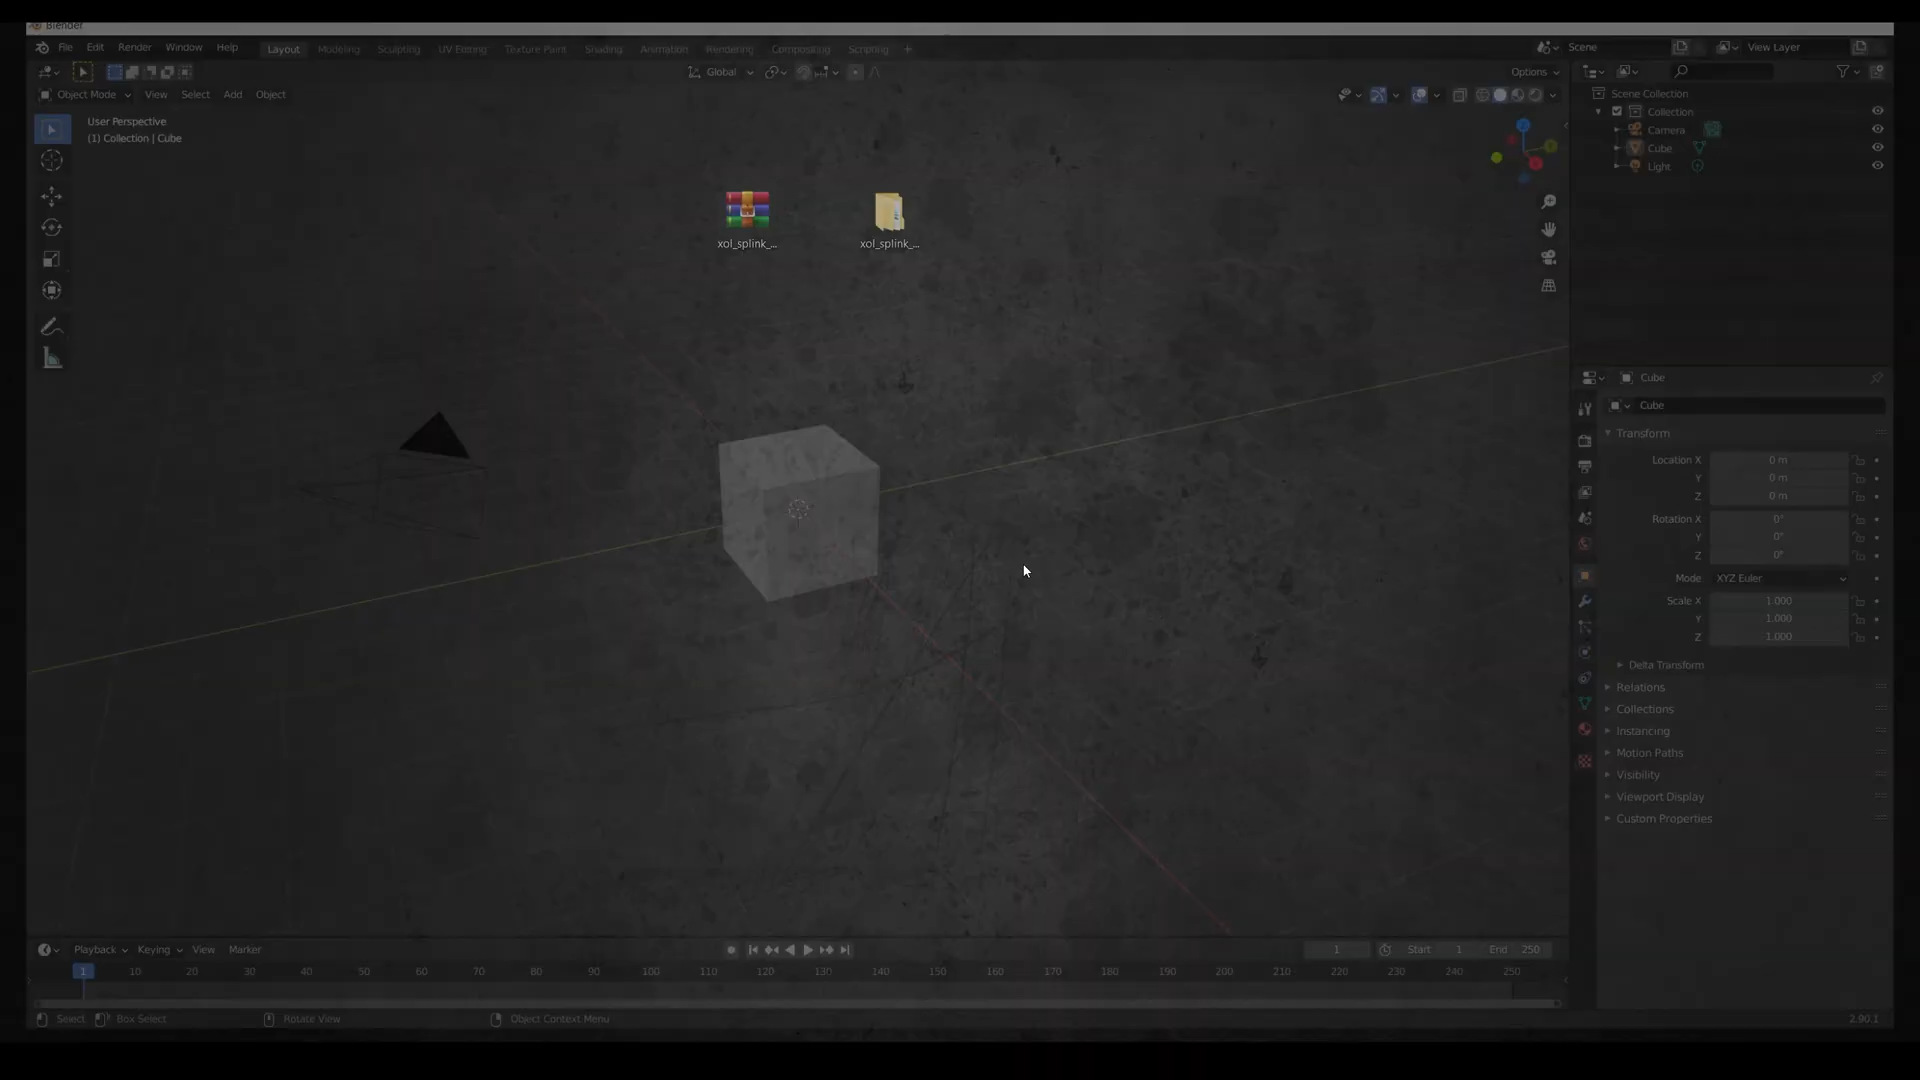 Blender
File Edit Render Window Help Layout Modeling Sculpting UV Editing Texture Paint Shading Animation Rendering Compositing Scripting + Scene View Layer
Global Options
Object Mode View Select Add Object
User Perspective
(1) Collection | Cube
xol_splink_... xol_splink_...
Scene Collection
Collection
Camera
Cube
Light
Cube
Cube
Transform
Location X 0 m
Y 0 m
Z 0 m
Rotation X 0°
Y 0°
Z 0°
Mode XYZ Euler
Scale X 1.000
Y 1.000
Z 1.000
Delta Transform
Relations
Collections
Instancing
Motion Paths
Visibility
Viewport Display
Custom Properties
Playback Keying View Marker 1 Start 1 End 250
1 10 20 30 40 50 60 70 80 90 100 110 120 130 140 150 160 170 180 190 200 210 220 230 240 250
Select Box Select Rotate View Object Context Menu 2.90.1